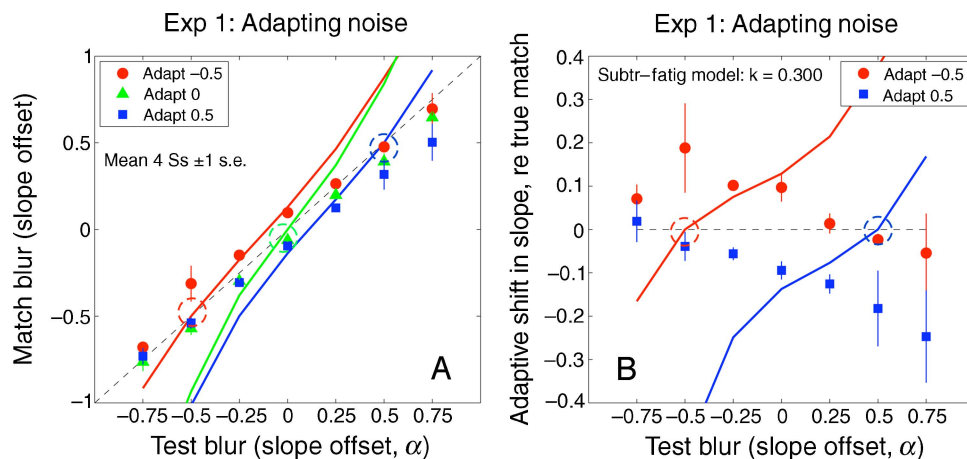 Exp 1: Adapting noise
Match blur (slope offset)
1
0.5
0
−0.5
−1
Adapt −0.5
Adapt 0
Adapt 0.5
Mean 4 Ss ±1 s.e.
A
−0.75 −0.5 −0.25 0 0.25 0.5 0.75
Test blur (slope offset, α)
Exp 1: Adapting noise
Adaptive shift in slope, re true match
0.4
0.3
0.2
0.1
0
−0.1
−0.2
−0.3
−0.4
Subtr−fatig model: k = 0.300
Adapt −0.5
Adapt 0.5
B
−0.75 −0.5 −0.25 0 0.25 0.5 0.75
Test blur (slope offset, α)